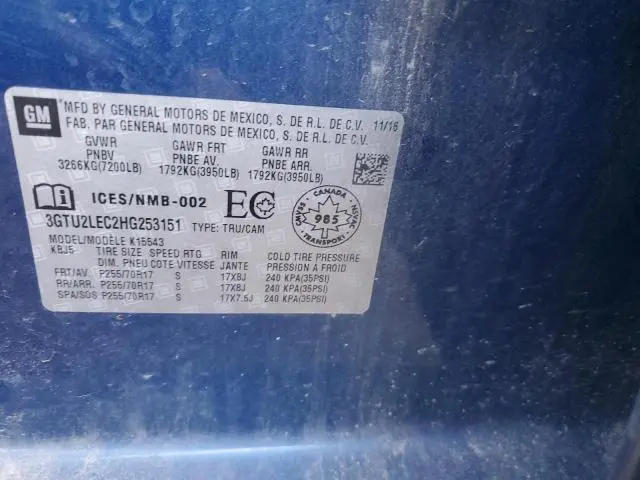 GM
MFD BY GENERAL MOTORS DE MEXICO, S. DE R.L. DE C.V. 11/16
FAB. PAR GENERAL MOTORS DE MEXICO, S. DE R.L. DE C.V.
GVWR GAWR FRT GAWR RR
PNBV PNBE AV. PNBE ARR.
3266KG(7200LB) 1792KG(3950LB) 1792KG(3950LB)
ICES/NMB-002 EC
CANADA
SVMAC 985 NSVAC
TRANSPORT
3GTU2LEC2HG253151 TYPE: TRU/CAM
MODEL/MODÈLE K15543
KBJ5 TIRE SIZE SPEED RTG RIM COLD TIRE PRESSURE
DIM. PNEU COTE VITESSE JANTE PRESSION A FROID
FRT/AV P255/70R17 S 17X8J 240 KPA(35PSI)
RR/ARR. P255/70R17 S 17X8J 240 KPA(35PSI)
SPA/SOS P255/70R17 S 17X7.5J 240 KPA(35PSI)